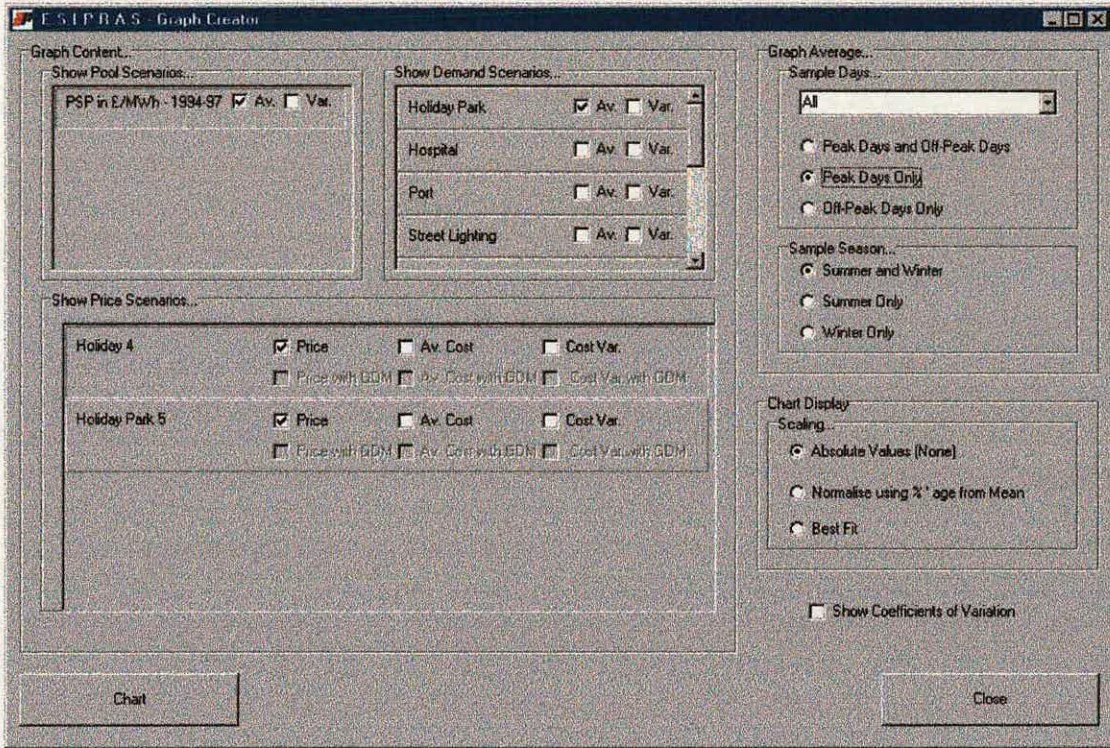 E S I P R A S - Graph Creator
Graph Content...
Show Pool Scenarios...
PSP in £/MWh - 1994-97 Av. Var.
Show Demand Scenarios...
Holiday Park Av. Var.
Hospital Av. Var.
Port Av. Var.
Street Lighting Av. Var.
Show Price Scenarios...
Holiday 4 Price Av. Cost Cost Var.
Price with GDM Av. Cost with GDM Cost Var. with GDM
Holiday Park 5 Price Av. Cost Cost Var.
Price with GDM Av. Cost with GDM Cost Var. with GDM
Graph Average...
Sample Days...
All
Peak Days and Off-Peak Days
Peak Days Only
Off-Peak Days Only
Sample Season...
Summer and Winter
Summer Only
Winter Only
Chart Display
Scaling...
Absolute Values (None)
Normalise using %'age from Mean
Best Fit
Show Coefficients of Variation
Chart
Close